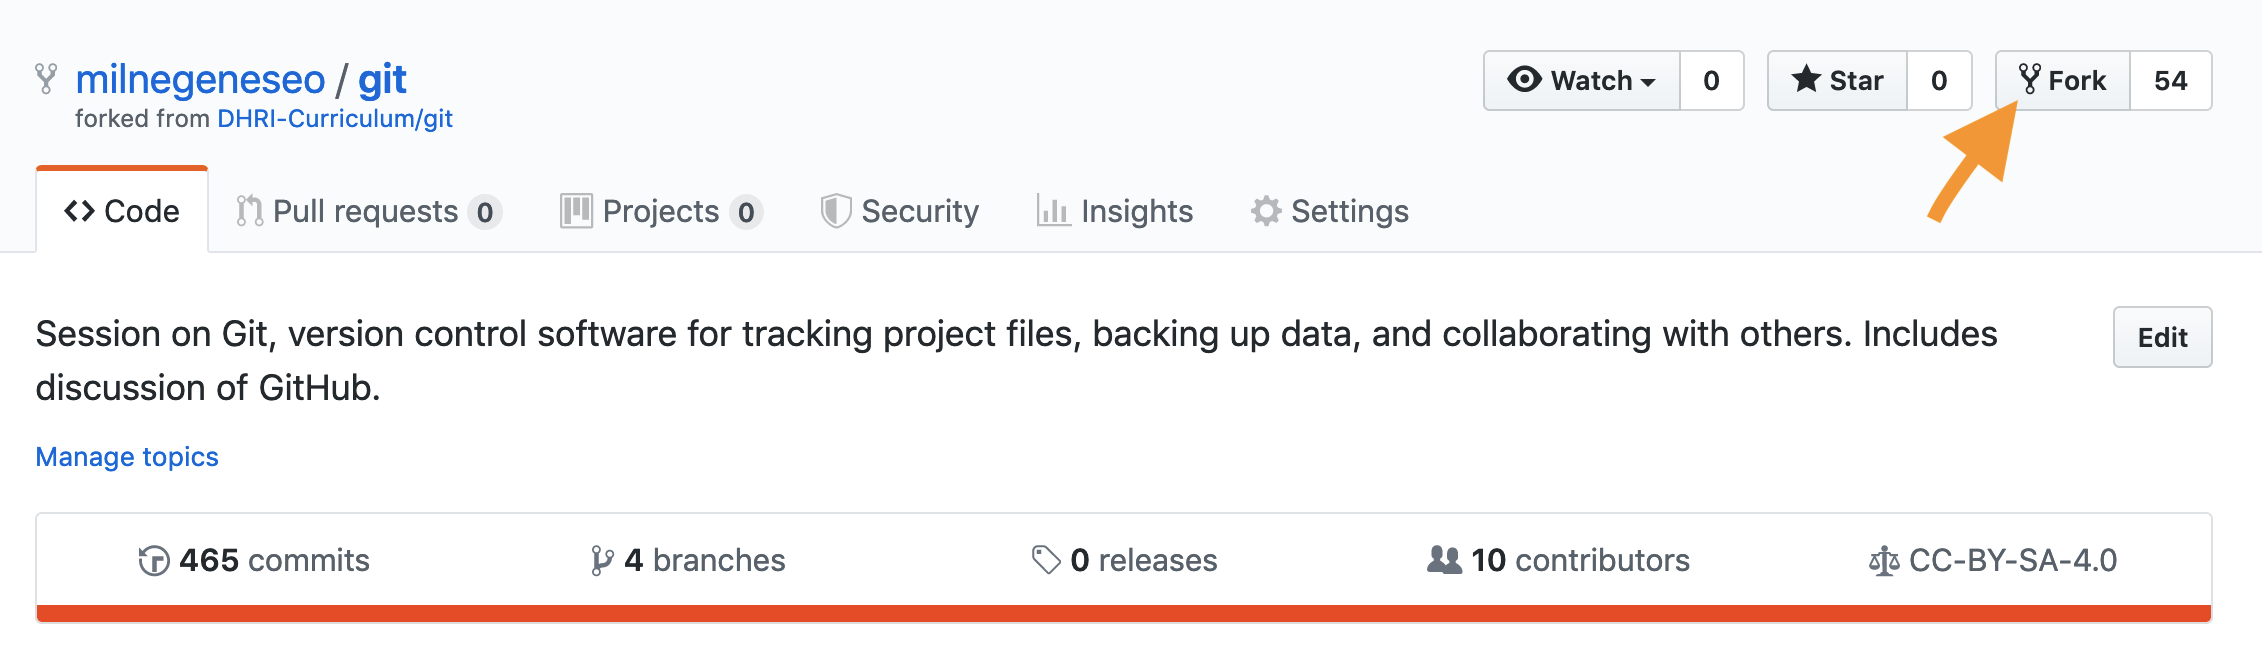 milnegeneseo / git
forked from DHRI-Curriculum/git
Watch 0
Star 0
Fork 54
Code
Pull requests 0
Projects 0
Security
Insights
Settings
Session on Git, version control software for tracking project files, backing up data, and collaborating with others. Includes
discussion of GitHub.
Edit
Manage topics
465 commits
4 branches
0 releases
10 contributors
CC-BY-SA-4.0